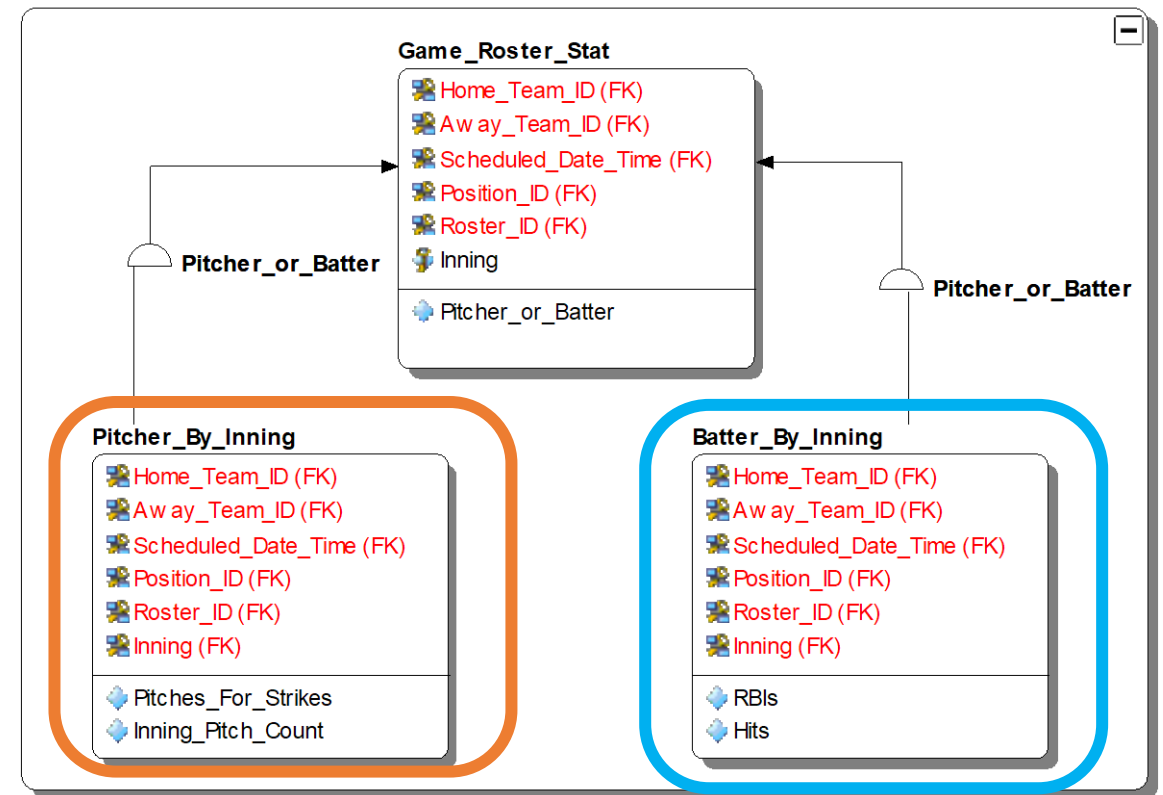 Game_Roster_Stat
Home_Team_ID (FK)
Away_Team_ID (FK)
Scheduled_Date_Time (FK)
Position_ID (FK)
Roster_ID (FK)
Inning
Pitcher_or_Batter
Pitcher_or_Batter
Pitcher_or_Batter
Pitcher_By_Inning
Home_Team_ID (FK)
Away_Team_ID (FK)
Scheduled_Date_Time (FK)
Position_ID (FK)
Roster_ID (FK)
Inning (FK)
Pitches_For_Strikes
Inning_Pitch_Count
Batter_By_Inning
Home_Team_ID (FK)
Away_Team_ID (FK)
Scheduled_Date_Time (FK)
Position_ID (FK)
Roster_ID (FK)
Inning (FK)
RBIs
Hits